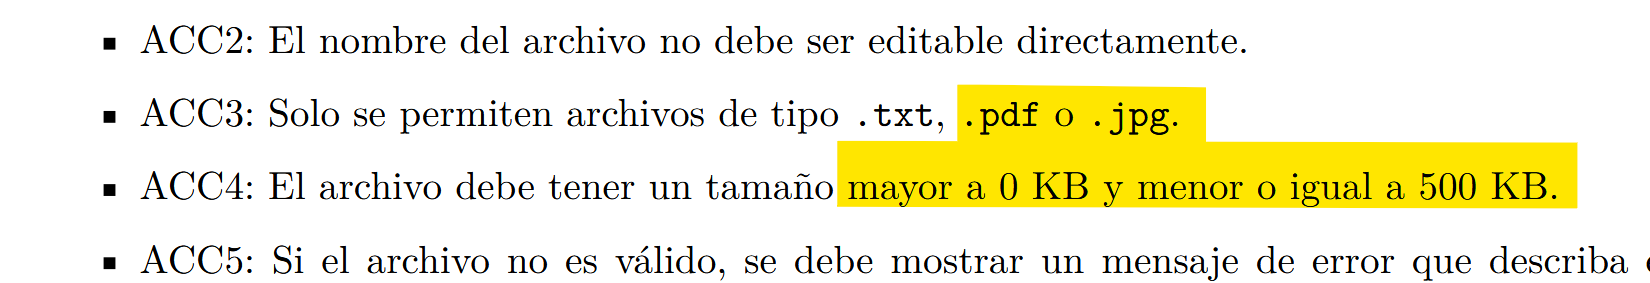 ▪ ACC2: El nombre del archivo no debe ser editable directamente.
▪ ACC3: Solo se permiten archivos de tipo .txt, .pdf o .jpg.
▪ ACC4: El archivo debe tener un tamaño mayor a 0 KB y menor o igual a 500 KB.
▪ ACC5: Si el archivo no es válido, se debe mostrar un mensaje de error que describa